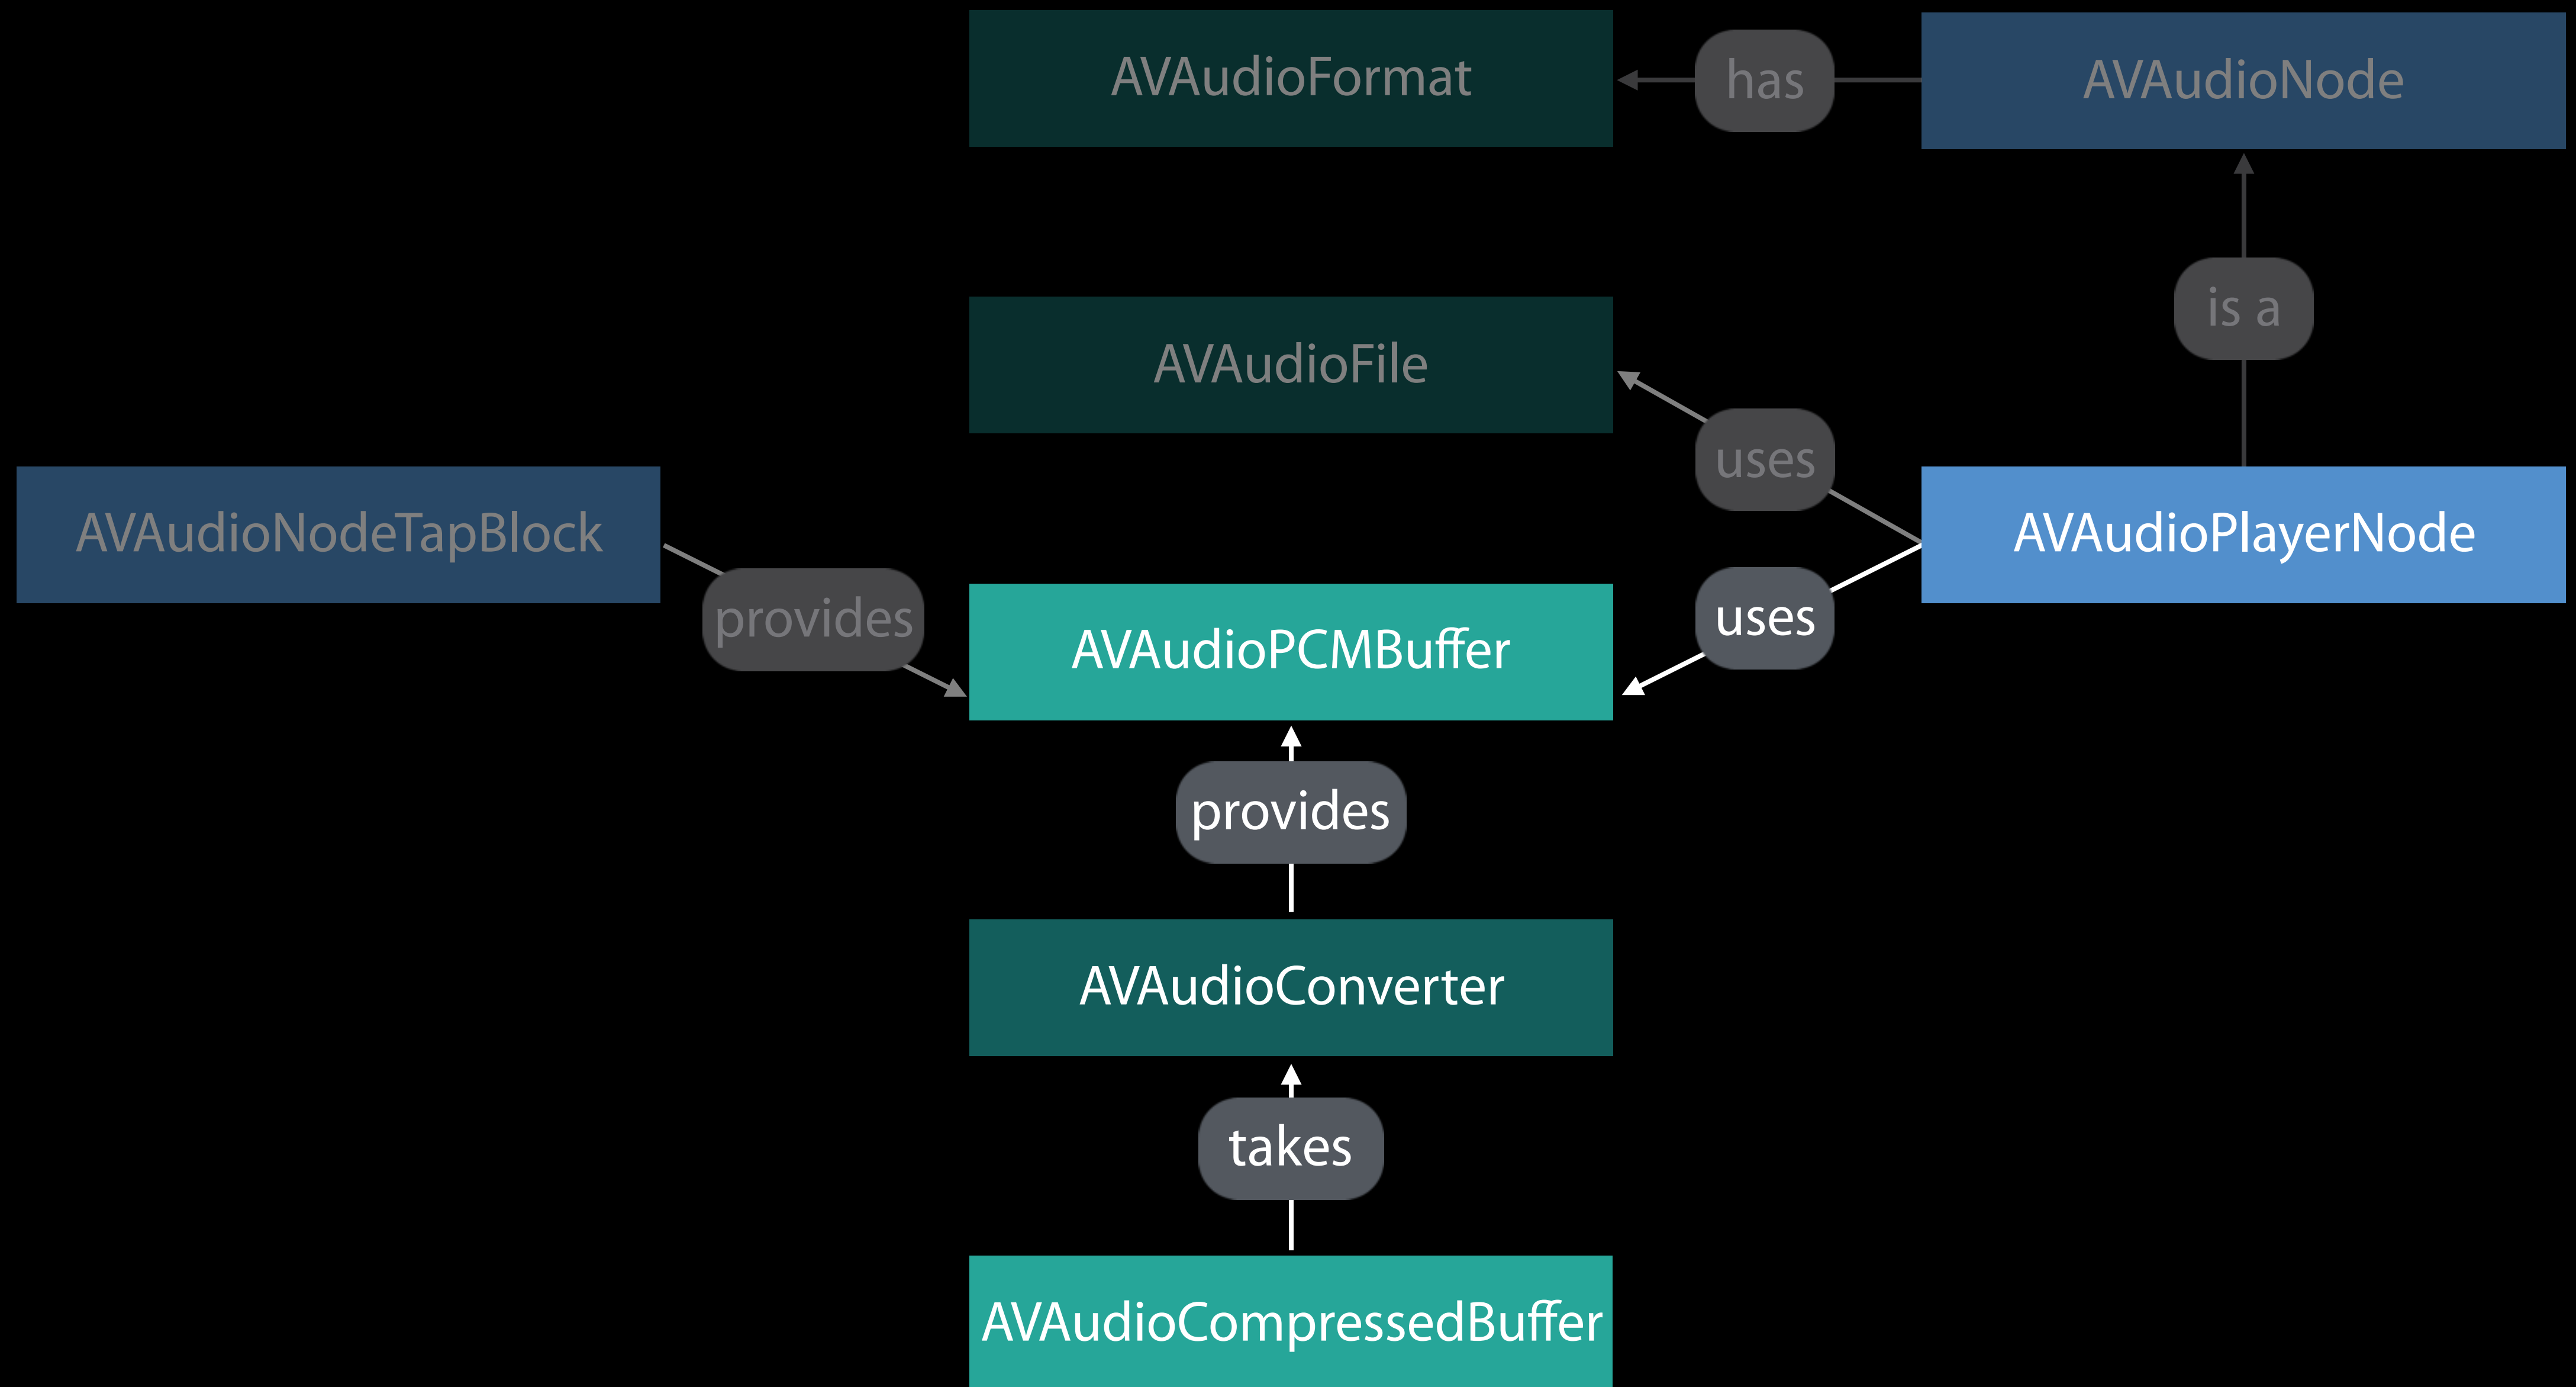 AVAudioFormat
has
AVAudioNode
is a
AVAudioFile
uses
AVAudioNodeTapBlock
AVAudioPlayerNode
provides
uses
AVAudioPCMBuffer
provides
AVAudioConverter
takes
AVAudioCompressedBuffer